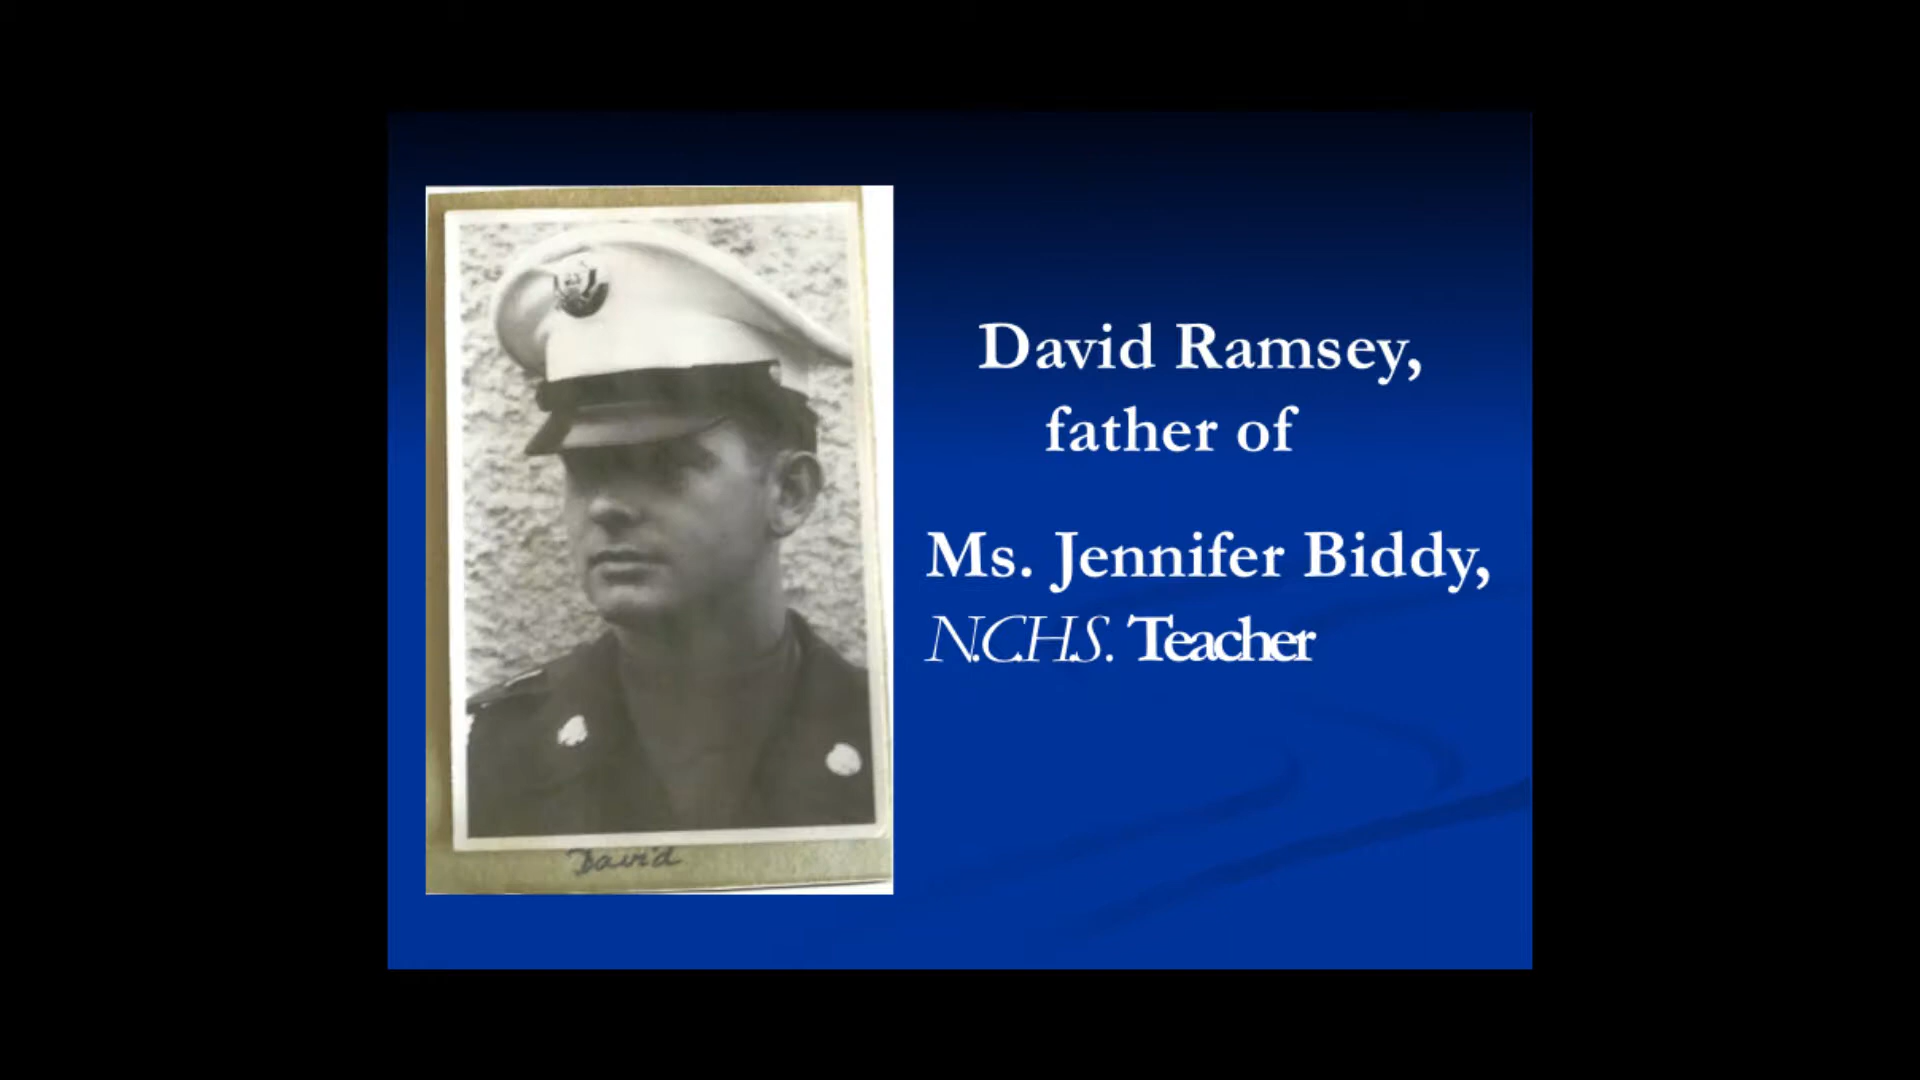 David Ramsey,
father of
Ms. Jennifer Biddy,
N.C.H.S. Teacher
David